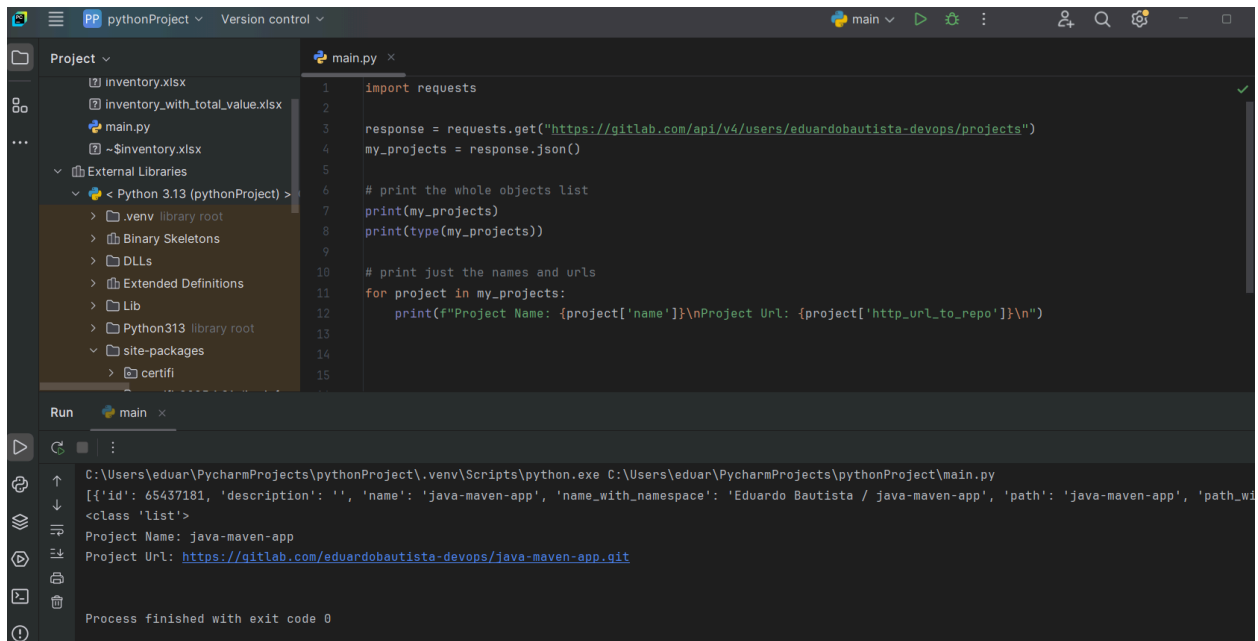 PP pythonProject Version control main
Project
inventory.xlsx
inventory_with_total_value.xlsx
main.py
~$inventory.xlsx
External Libraries
< Python 3.13 (pythonProject) >
.venv library root
Binary Skeletons
DLLs
Extended Definitions
Lib
Python313 library root
site-packages
certifi
main.py
1 import requests
2
3 response = requests.get("https://gitlab.com/api/v4/users/eduardobautista-devops/projects")
4 my_projects = response.json()
5
6 # print the whole objects list
7 print(my_projects)
8 print(type(my_projects))
9
10 # print just the names and urls
11 for project in my_projects:
12 print(f"Project Name: {project['name']}\nProject Url: {project['http_url_to_repo']}\n")
13
14
15
Run main
C:\Users\eduar\PycharmProjects\pythonProject\.venv\Scripts\python.exe C:\Users\eduar\PycharmProjects\pythonProject\main.py
[{'id': 65437181, 'description': '', 'name': 'java-maven-app', 'name_with_namespace': 'Eduardo Bautista / java-maven-app', 'path': 'java-maven-app', 'path_wi
<class 'list'>
Project Name: java-maven-app
Project Url: https://gitlab.com/eduardobautista-devops/java-maven-app.git
Process finished with exit code 0